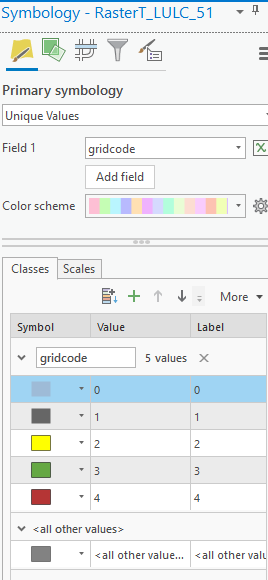 Symbology - RasterT_LULC_51
Primary symbology
Unique Values
Field 1 gridcode
Add field
Color scheme
Classes Scales
More
Symbol Value Label
gridcode 5 values
0 0
1 1
2 2
3 3
4 4
<all other values>
<all other value... <all other va